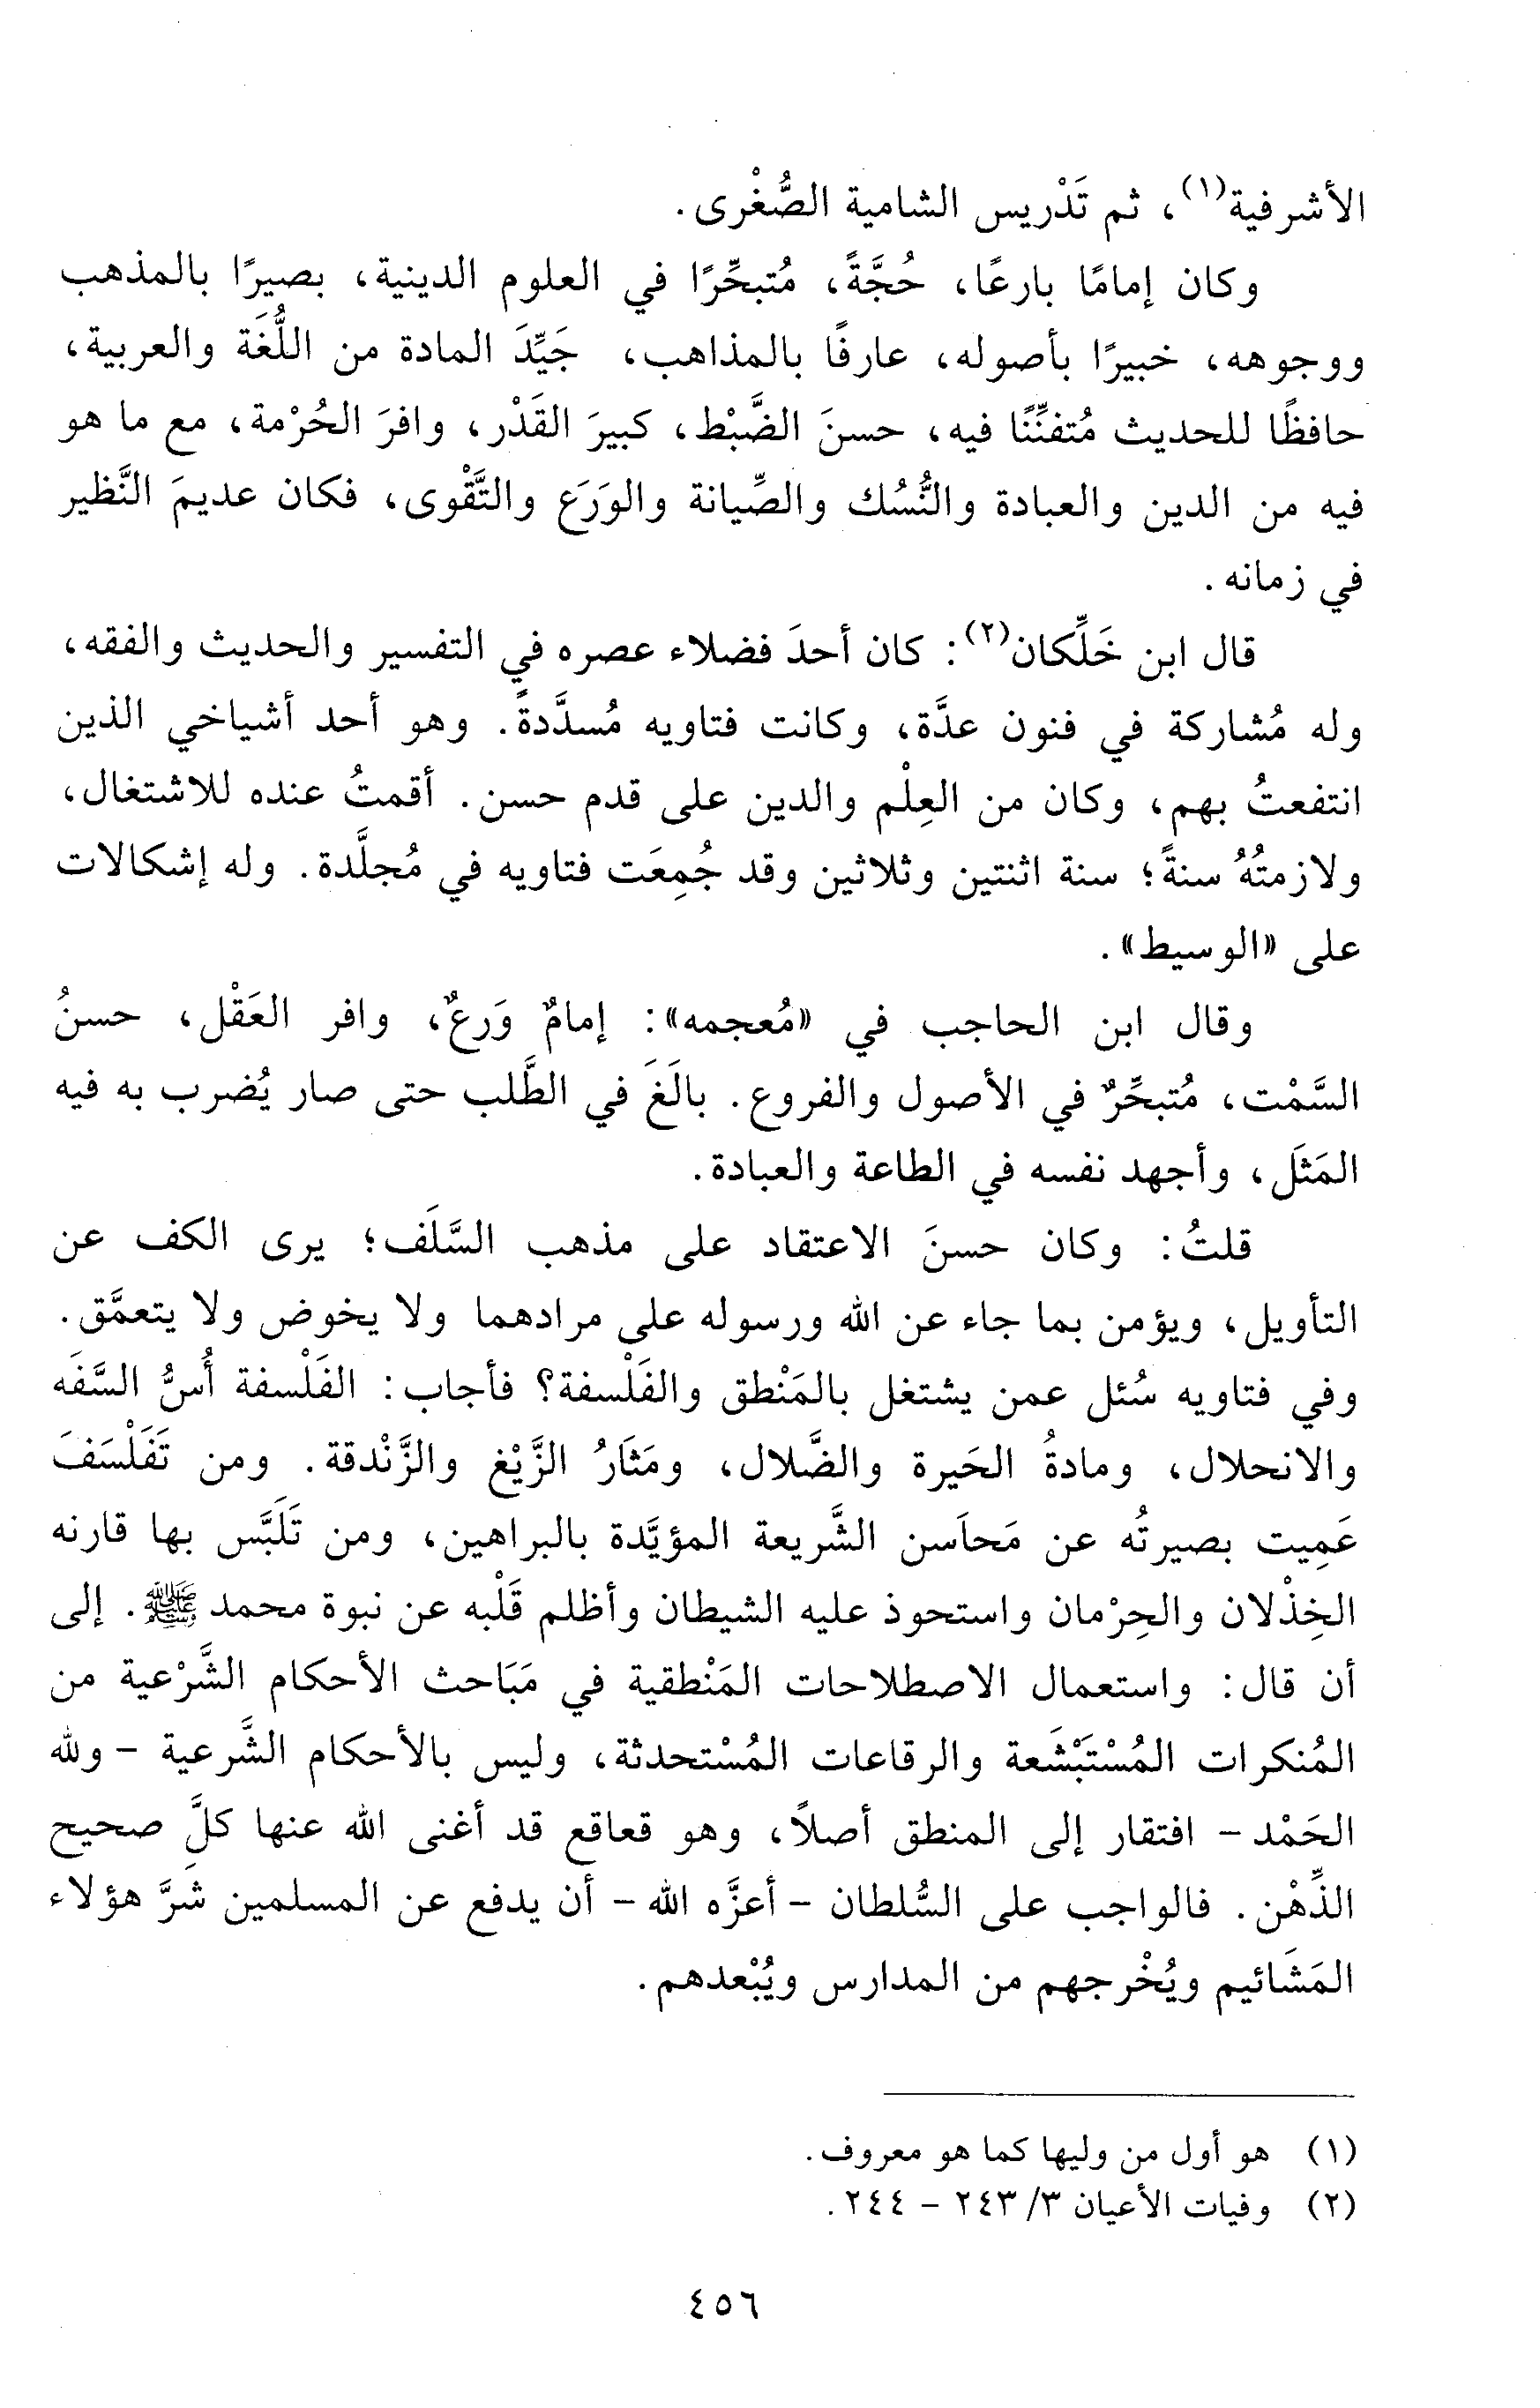 الأشرفية(١)، ثم تَدْريس الشامية الصُّغْرى.
وكان إمامًا بارعًا، حُجَّةً، مُتبحِّرًا في العلوم الدينية، بصيرًا بالمذهب
ووجوهه، خبيرًا بأصوله، عارفًا بالمذاهب، جَيِّدَ المادة من اللُّغَة والعربية،
حافظًا للحديث مُتفنِّنًا فيه، حسنَ الضَّبْط، كبيرَ القَدْر، وافرَ الحُرْمة، مع ما هو
فيه من الدين والعبادة والنُّسُك والصِّيانة والوَرَع والتَّقْوى، فكان عديمَ النَّظير
في زمانه.
قال ابن خَلِّكان(٢): كان أحدَ فضلاء عصره في التفسير والحديث والفقه،
وله مُشاركة في فنون عدَّة، وكانت فتاويه مُسدَّدةً. وهو أحد أشياخي الذين
انتفعتُ بهم، وكان من العِلْم والدين على قدم حسن. أقمتُ عنده للاشتغال،
ولازمتُهُ سنةً؛ سنة اثنتين وثلاثين وقد جُمِعَت فتاويه في مُجلَّدة. وله إشكالات
على «الوسيط».
وقال ابن الحاجب في «مُعجمه»: إمامٌ وَرعٌ، وافر العَقْل، حسنُ
السَّمْت، مُتبحِّرٌ في الأصول والفروع. بالَغَ في الطَّلب حتى صار يُضرب به فيه
المَثَل، وأجهد نفسه في الطاعة والعبادة.
قلتُ: وكان حسنَ الاعتقاد على مذهب السَّلَف؛ يرى الكف عن
التأويل، ويؤمن بما جاء عن الله ورسوله على مرادهما ولا يخوض ولا يتعمَّق.
وفي فتاويه سُئل عمن يشتغل بالمَنْطق والفَلْسفة؟ فأجاب: الفَلْسفة أُسُّ السَّفَه
والانحلال، ومادةُ الحَيرة والضَّلال، ومَثَارُ الزَّيْغ والزَّنْدقة. ومن تَفَلْسَفَ
عَمِيت بصيرتُه عن مَحاَسن الشَّريعة المؤيَّدة بالبراهين، ومن تَلَبَّس بها قارنه
الخِذْلان والحِرْمان واستحوذ عليه الشيطان وأظلم قَلْبه عن نبوة محمد ﷺ. إلى
أن قال: واستعمال الاصطلاحات المَنْطقية في مَبَاحث الأحكام الشَّرْعية من
المُنكرات المُسْتَبْشَعة والرقاعات المُسْتحدثة، وليس بالأحكام الشَّرعية - ولله
الحَمْد - افتقار إلى المنطق أصلاً، وهو قعاقع قد أغنى الله عنها كلَّ صحيح
الذِّهْن. فالواجب على السُّلطان - أعزَّه الله - أن يدفع عن المسلمين شَرَّ هؤلاء
المَشَائيم ويُخْرجهم من المدارس ويُبْعدهم.
(١) هو أول من وليها كما هو معروف.
(٢) وفيات الأعيان ٣/ ٢٤٣ - ٢٤٤.
٤٥٦